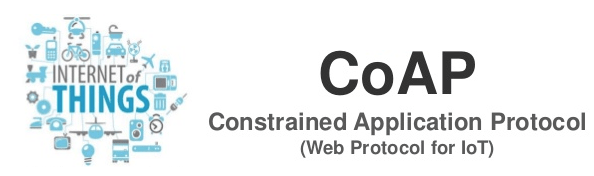 INTERNET of
THINGS
CoAP
Constrained Application Protocol
(Web Protocol for IoT)